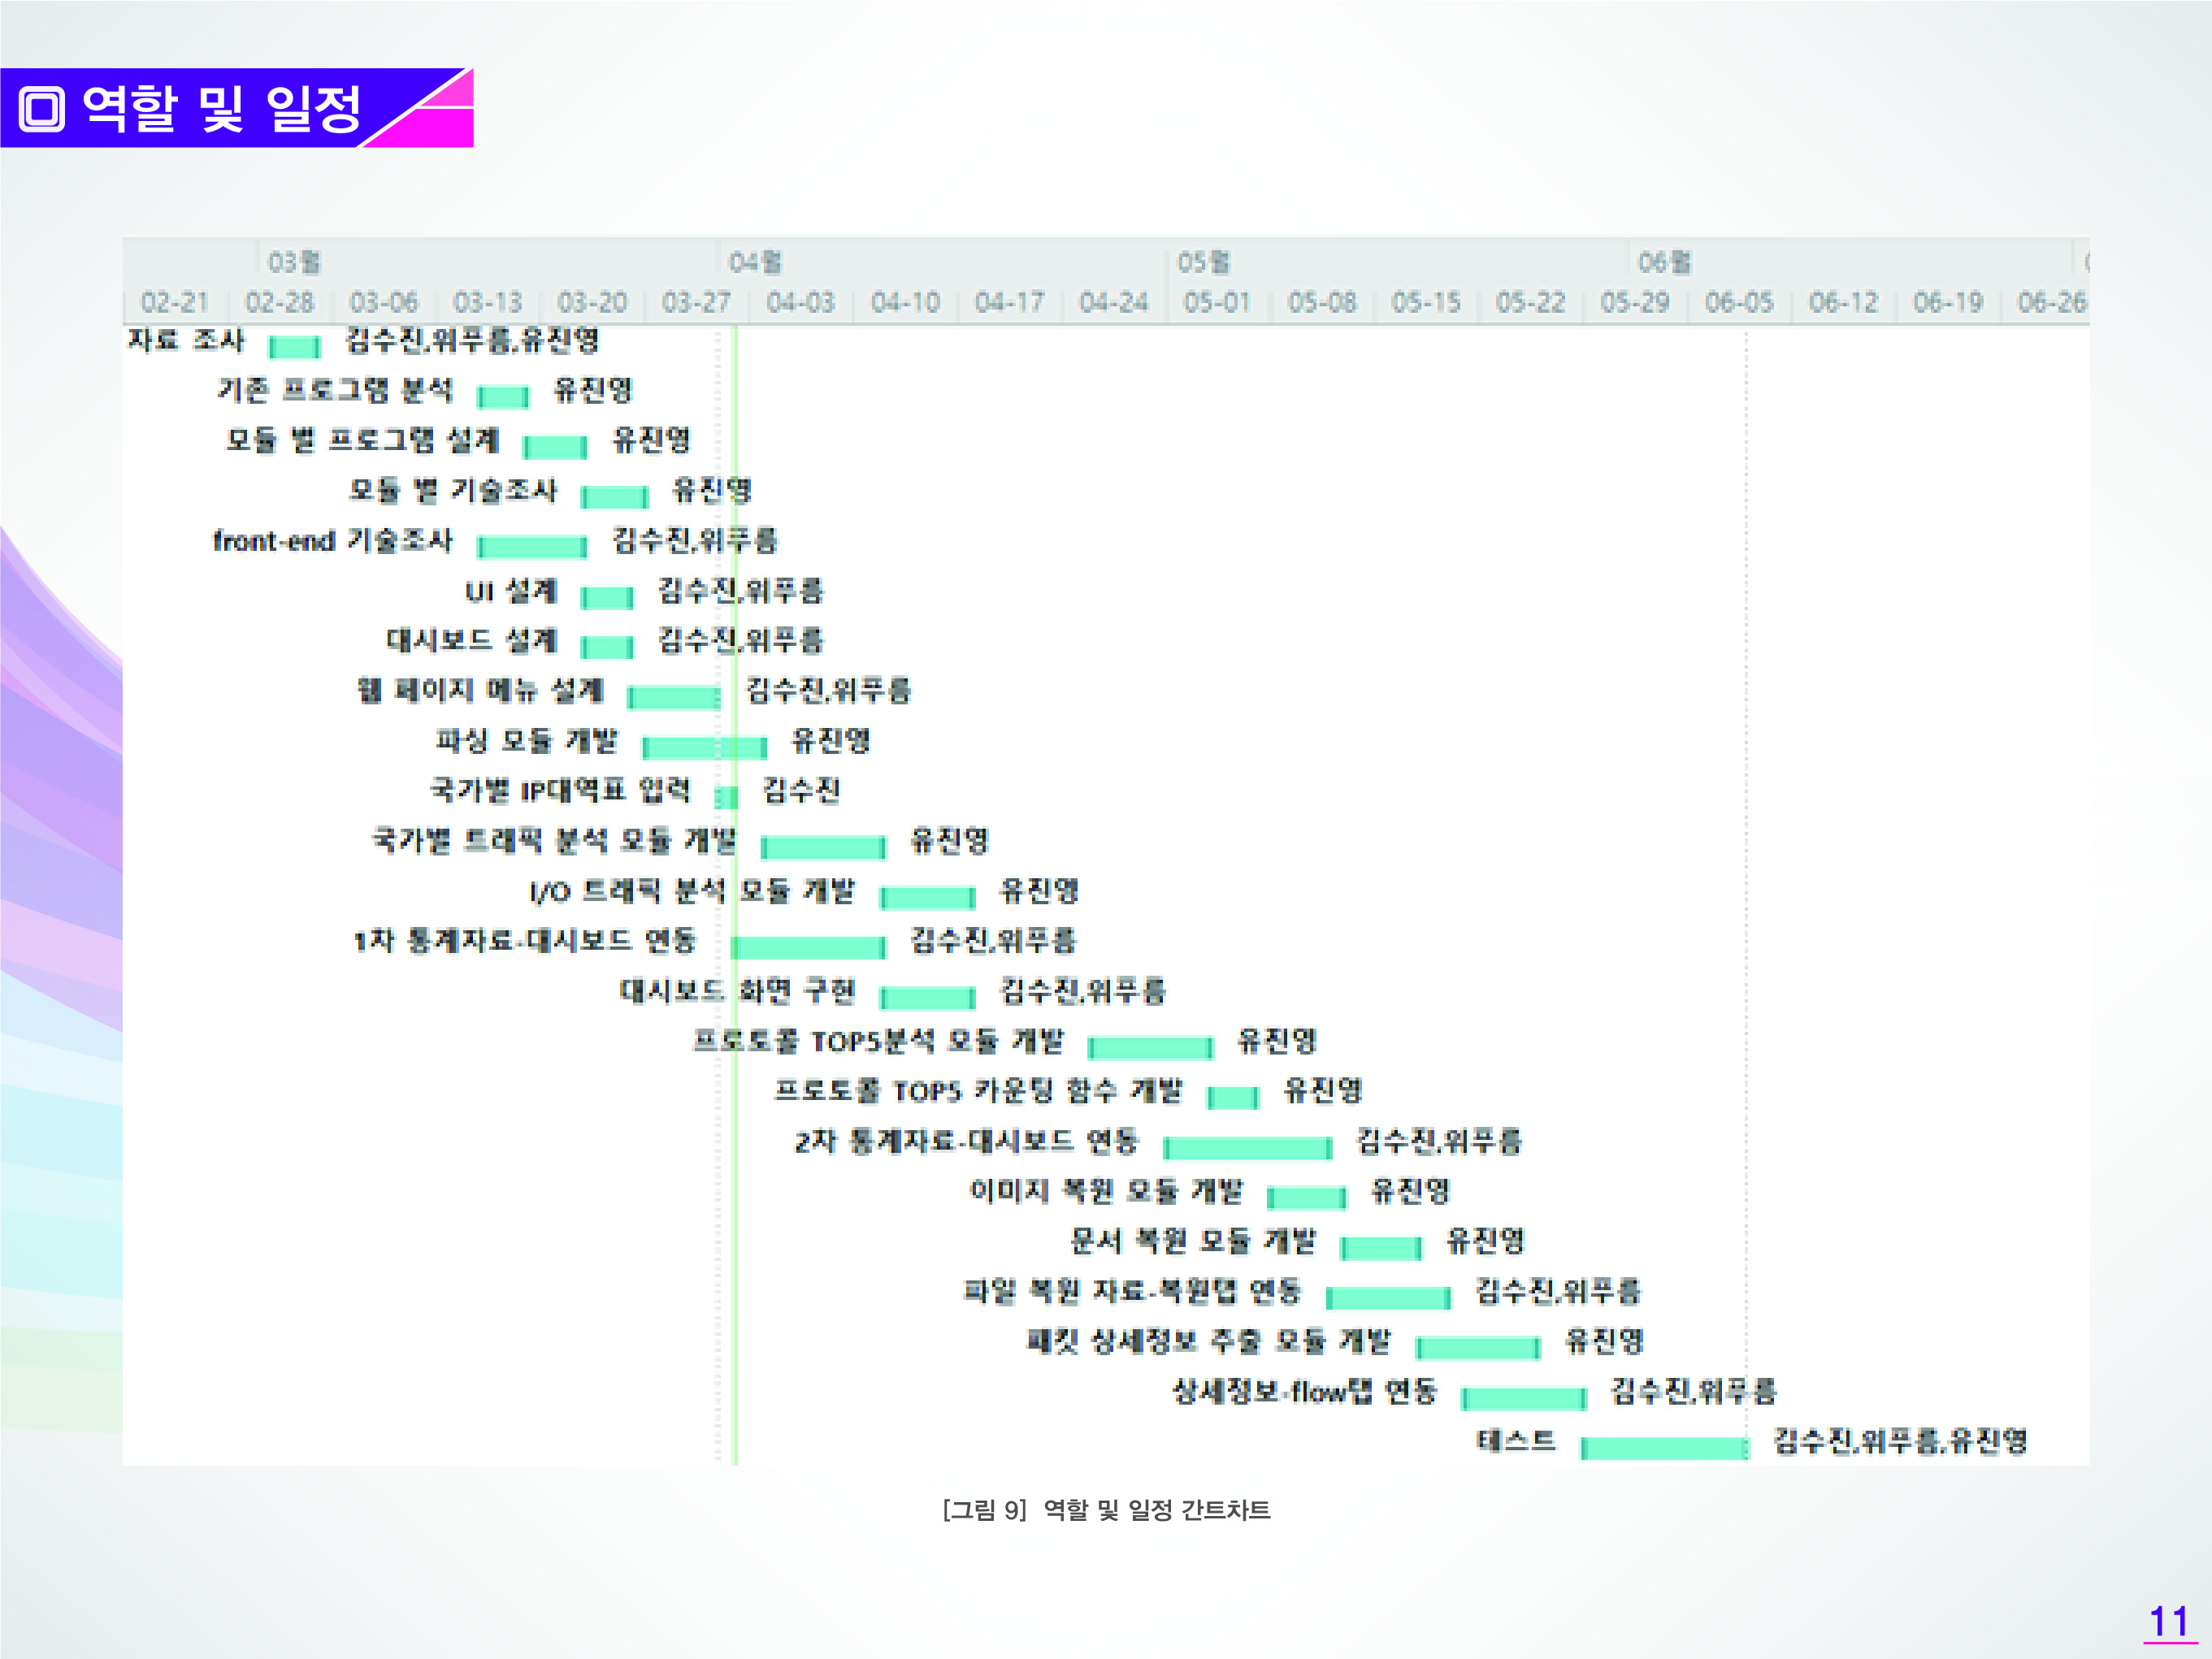 역할 및 일정
03월 04월 05월 06월
02-21 02-28 03-06 03-13 03-20 03-27 04-03 04-10 04-17 04-24 05-01 05-08 05-15 05-22 05-29 06-05 06-12 06-19 06-26
자료 조사 김수진,위푸름,유진영
기존 프로그램 분석 유진영
모듈 별 프로그램 설계 유진영
모듈 별 기술조사 유진영
front-end 기술조사 김수진,위푸름
UI 설계 김수진,위푸름
대시보드 설계 김수진,위푸름
웹 페이지 메뉴 설계 김수진,위푸름
파싱 모듈 개발 유진영
국가별 IP대역표 입력 김수진
국가별 트래픽 분석 모듈 개발 유진영
I/O 트래픽 분석 모듈 개발 유진영
1차 통계자료-대시보드 연동 김수진,위푸름
대시보드 화면 구현 김수진,위푸름
프로토콜 TOP5분석 모듈 개발 유진영
프로토콜 TOP5 카운팅 함수 개발 유진영
2차 통계자료-대시보드 연동 김수진,위푸름
이미지 복원 모듈 개발 유진영
문서 복원 모듈 개발 유진영
파일 복원 자료-복원탭 연동 김수진,위푸름
패킷 상세정보 추출 모듈 개발 유진영
상세정보-flow탭 연동 김수진,위푸름
테스트 김수진,위푸름,유진영
[그림 9] 역할 및 일정 간트차트
11